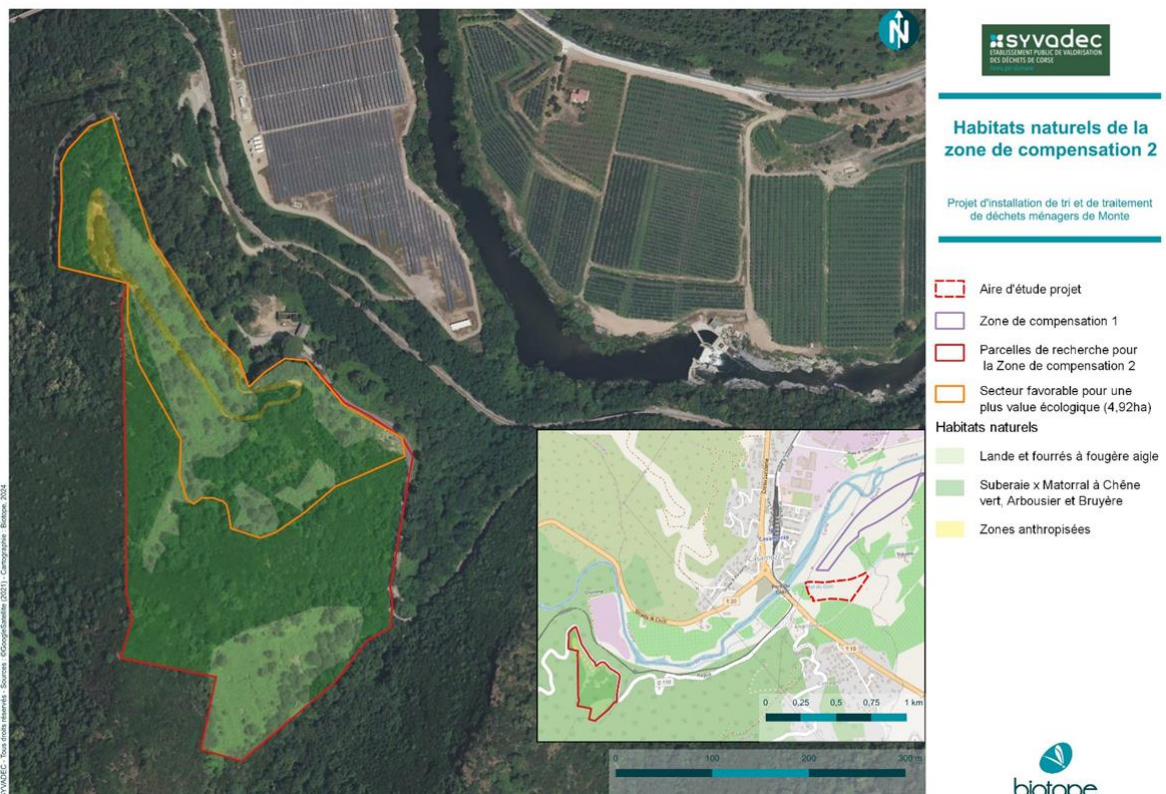 N
syvadec
ETABLISSEMENT PUBLIC DE VALORISATION
DES DÉCHETS DE CORSE
Habitats naturels de la
zone de compensation 2
Projet d'installation de tri et de traitement
de déchets ménagers de Monte
Aire d'étude projet
Zone de compensation 1
Parcelles de recherche pour
la Zone de compensation 2
Secteur favorable pour une
plus value écologique (4,92ha)
Habitats naturels
Lande et fourrés à fougère aigle
Suberaie x Matorral à Chêne
vert, Arbousier et Bruyère
Zones anthropisées
0 0,25 0,5 0,75 1 km
0 100 200 300 m
SYVADEC - Tous droits réservés - Sources : ©GoogleSatellite (2021) - Cartographie : Biotope, 2024
T 20
T 10
biotope